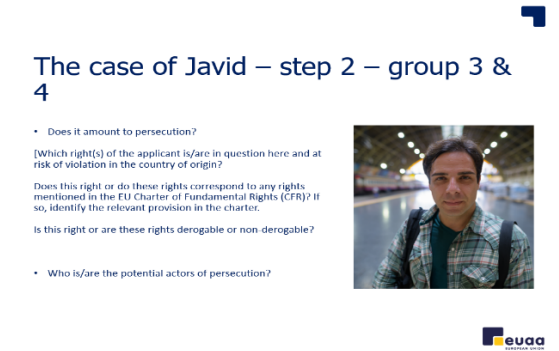 The case of Javid – step 2 – group 3 &
4
• Does it amount to persecution?
[Which right(s) of the applicant is/are in question here and at
risk of violation in the country of origin?
Does this right or do these rights correspond to any rights
mentioned in the EU Charter of Fundamental Rights (CFR)? If
so, identify the relevant provision in the charter.
Is this right or are these rights derogable or non-derogable?
• Who is/are the potential actors of persecution?
euaa
EUROPEAN UNION